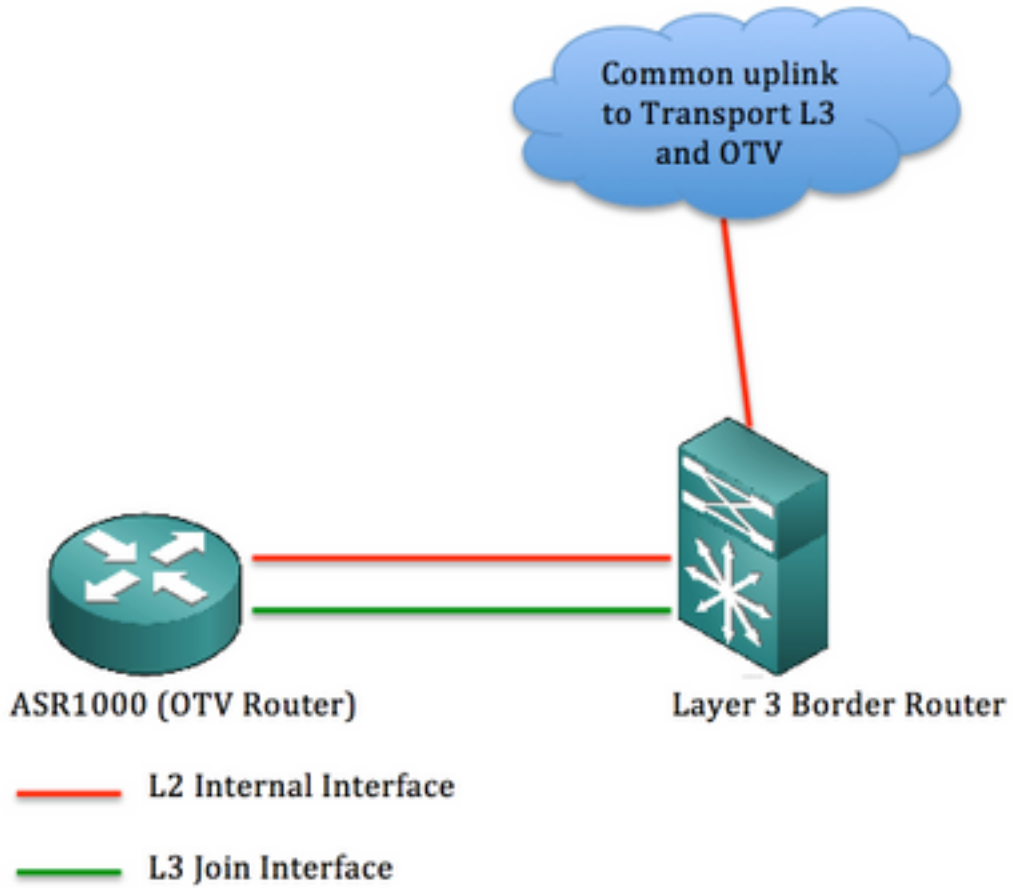 Common uplink
to Transport L3
and OTV
ASR1000 (OTV Router)
Layer 3 Border Router
L2 Internal Interface
L3 Join Interface